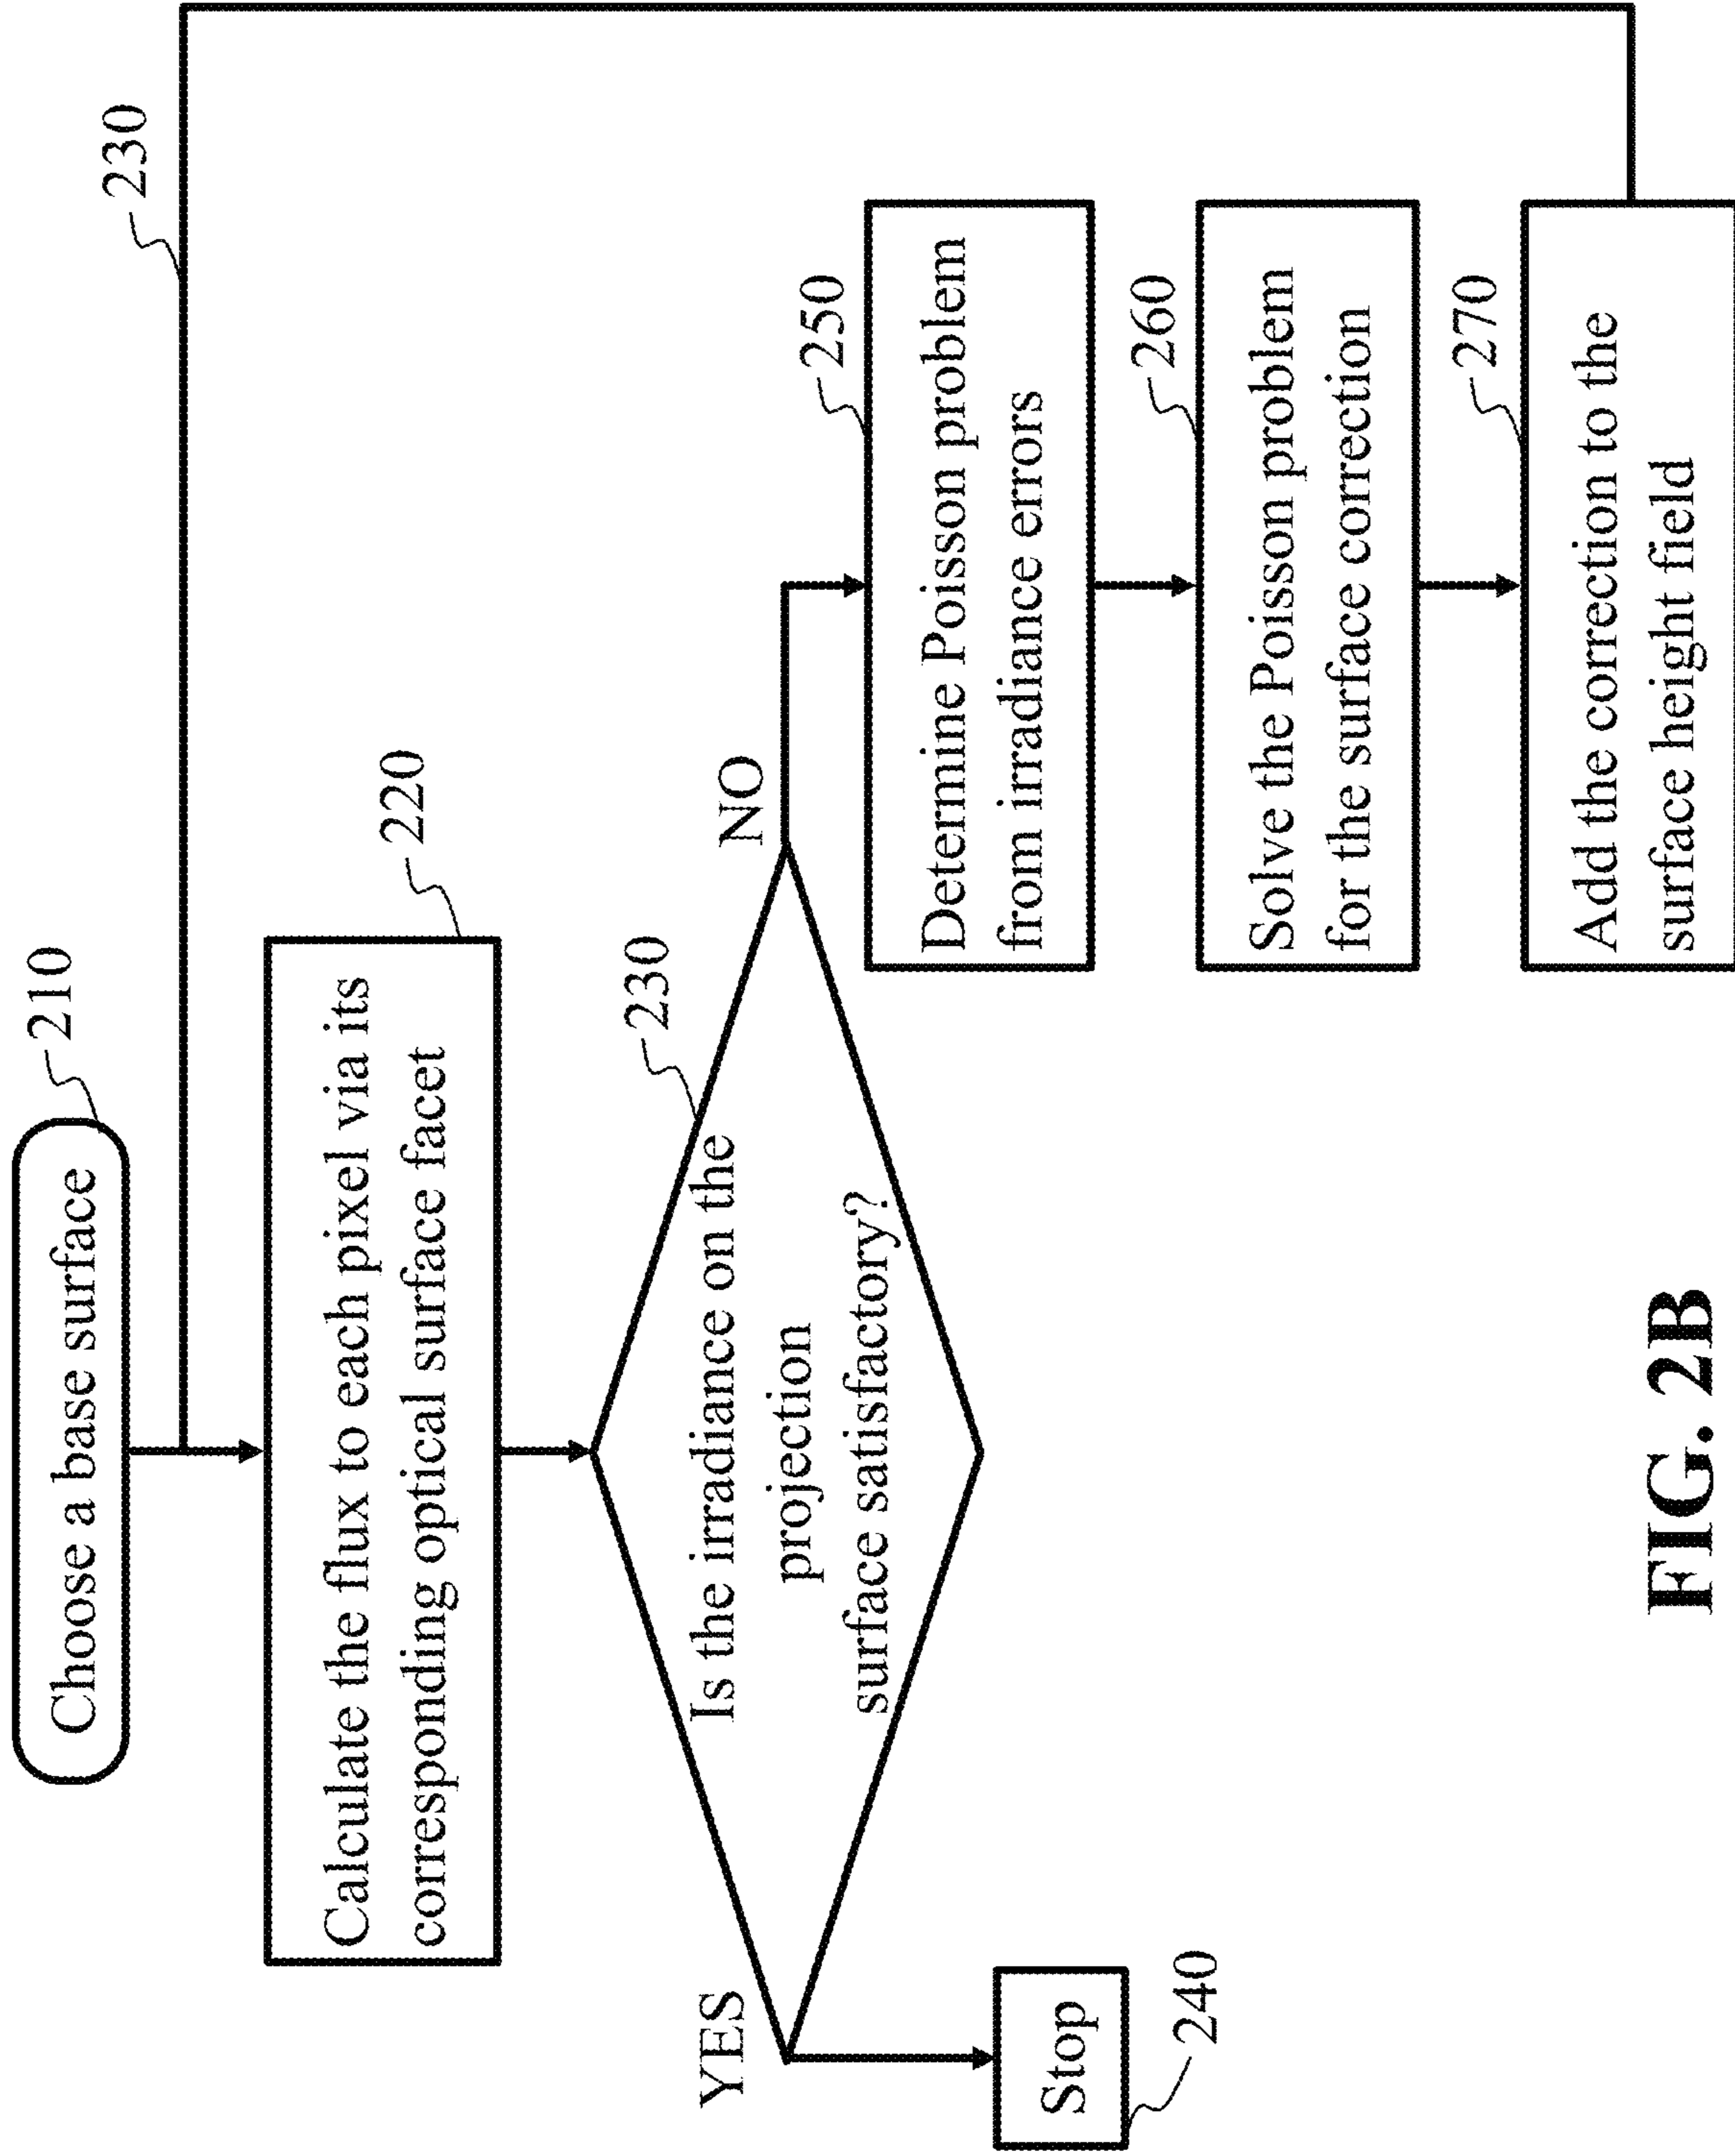 Choose a base surface
210
230
Calculate the flux to each pixel via its
corresponding optical surface facet
220
Is the irradiance on the
projection
surface satisfactory?
230
YES
NO
Stop
240
Determine Poisson problem
from irradiance errors
250
Solve the Poisson problem
for the surface correction
260
Add the correction to the
surface height field
270
FIG. 2B